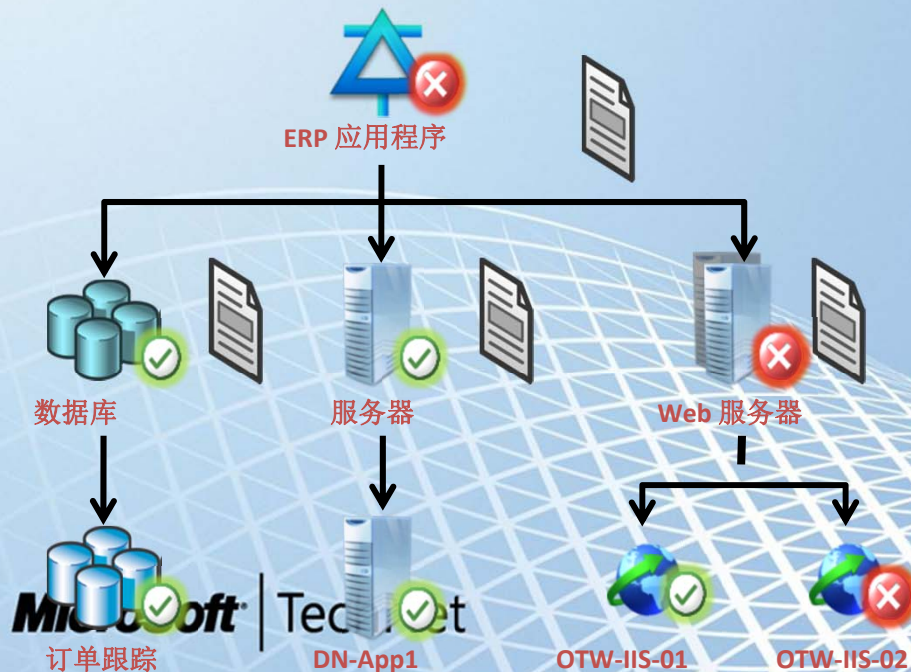 ERP 应用程序
数据库
服务器
Web 服务器
Microsoft TechNet
订单跟踪
DN-App1
OTW-IIS-01
OTW-IIS-02